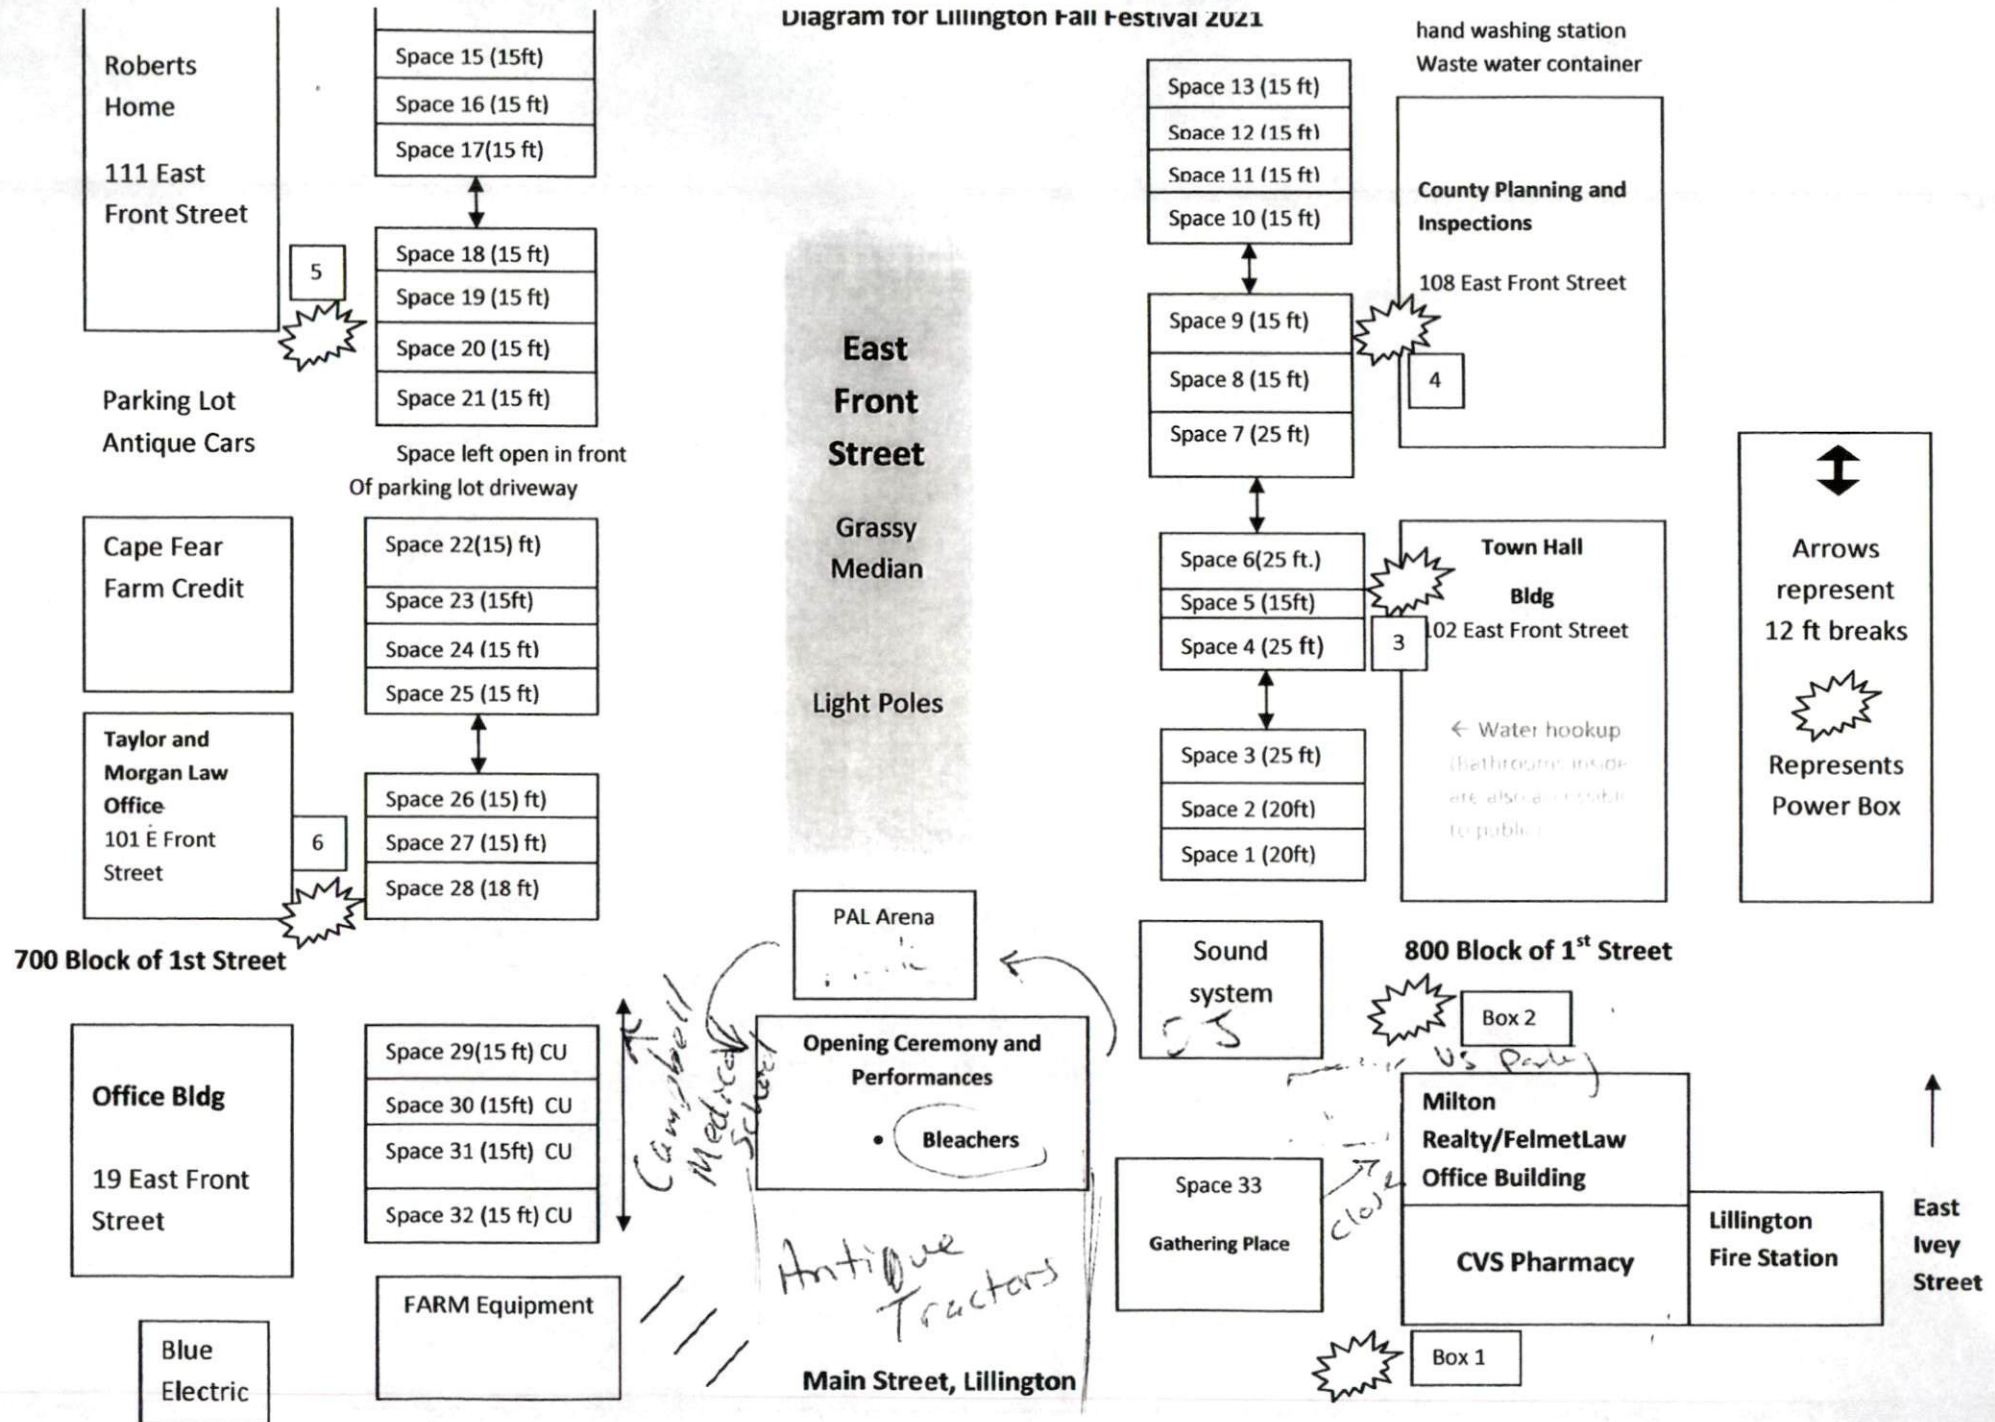 Diagram for Lillington Fall Festival 2021
Roberts
Home
111 East
Front Street
Space 15 (15ft)
Space 16 (15 ft)
Space 17(15 ft)
5
Space 18 (15 ft)
Space 19 (15 ft)
Space 20 (15 ft)
Space 21 (15 ft)
Parking Lot
Antique Cars
Space left open in front
Of parking lot driveway
Cape Fear
Farm Credit
Space 22(15) ft)
Space 23 (15ft)
Space 24 (15 ft)
Space 25 (15 ft)
Taylor and
Morgan Law
Office
101 E Front
Street
6
Space 26 (15) ft)
Space 27 (15) ft)
Space 28 (18 ft)
700 Block of 1st Street
Office Bldg
19 East Front
Street
Space 29(15 ft) CU
Space 30 (15ft) CU
Space 31 (15ft) CU
Space 32 (15 ft) CU
Campbell
Medical
School
FARM Equipment
Blue
Electric
East
Front
Street
Grassy
Median
Light Poles
PAL Arena
Opening Ceremony and
Performances
• Bleachers
Antique
Tractors
Main Street, Lillington
hand washing station
Waste water container
Space 13 (15 ft)
Space 12 (15 ft)
Space 11 (15 ft)
Space 10 (15 ft)
County Planning and
Inspections
108 East Front Street
Space 9 (15 ft)
Space 8 (15 ft)
Space 7 (25 ft)
4
Space 6(25 ft.)
Space 5 (15ft)
Space 4 (25 ft)
3
Town Hall
Bldg
102 East Front Street
← Water hookup
(bathrooms inside
are also accessible
to public
Space 3 (25 ft)
Space 2 (20ft)
Space 1 (20ft)
Arrows
represent
12 ft breaks
Represents
Power Box
Sound
system
800 Block of 1st Street
Box 2
Milton
Realty/FelmetLaw
Office Building
Space 33
Gathering Place
CVS Pharmacy
Lillington
Fire Station
East
Ivey
Street
Box 1